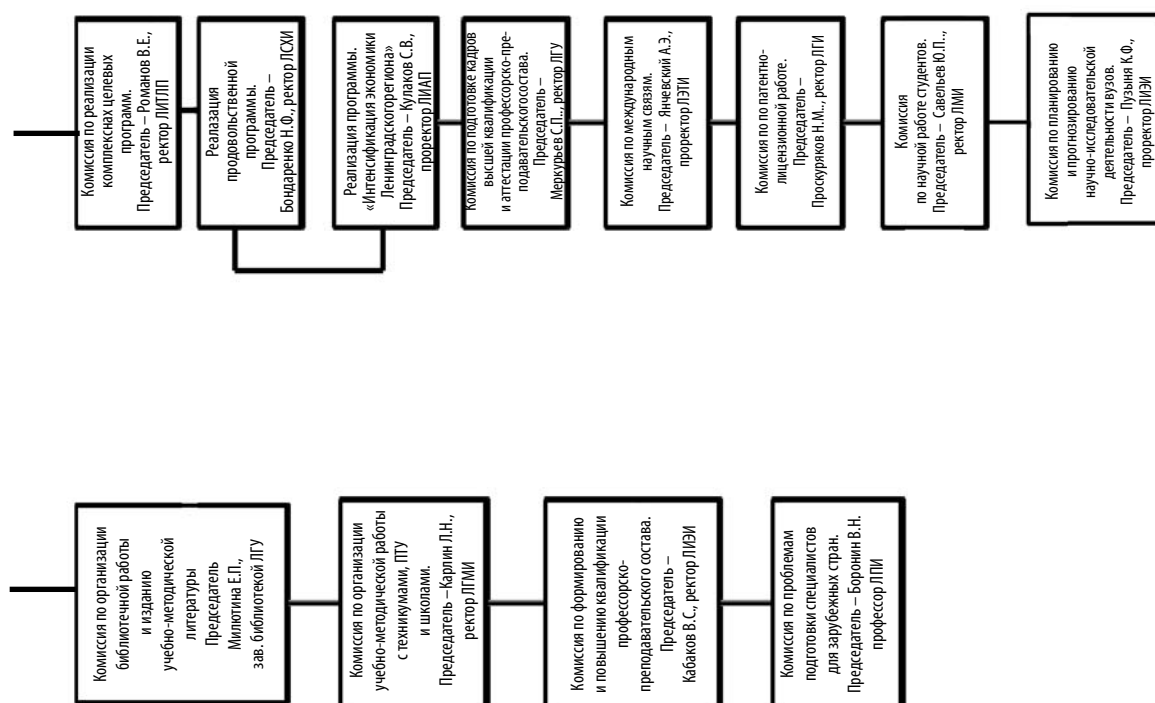 Комиссия по реализации
комплекснах целевых
программ.
Председатель – Романов В.Е.,
ректор ЛИТЛП
Реалазация
продовольственной
программы.
Председатель –
Бондаренко Н.Ф., ректор ЛСХИ
Реализация программы.
«Интенсификация экономики
Ленинградскогорегиона»
Председатель – Кулаков С.В.,
проректор ЛИАП
Комиссия по подготовке кадров
высшей квалификации
и аттестации профессорско-пре-
подавательскогосостава.
Председатель –
Меркурьев С.П.., ректор ЛГУ
Комиссия по международным
научным связям.
Председатель – Янчевский А.Э.,
проректор ЛЭТИ
Комиссия по по патентно-
лицензионной работе.
Председатель –
Проскуряков Н.М.., ректор ЛГИ
Комиссия
по научной работе студентов.
Председатель – Савельев Ю.П..,
ректор ЛМИ
Комиссия по планированию
и прогнозированию
научно-исследовательской
деятельности вузов.
Председатель – Пузыня К.Ф.,
проректор ЛИЭИ
Комиссия по организации
библиотечной работы
и изданию
учебно-методической
литературы
Председатель
Милютина Е.П.,
зав. библиотекой ЛГУ
Комиссия по организации
учебно-методической работы
с техникумами, ПТУ
и школами.
Председатель –Карлин Л.Н.,
ректор ЛГМИ
Комиссия по формированию
и повышению квалификации
профессорско-
преподавательского состава.
Председатель –
Кабаков В.С., ректор ЛИЭИ
Комиссия по проблемам
подготовки специалистов
для зарубежных стран.
Председатель – Боронин В.Н.
профессор ЛПИ